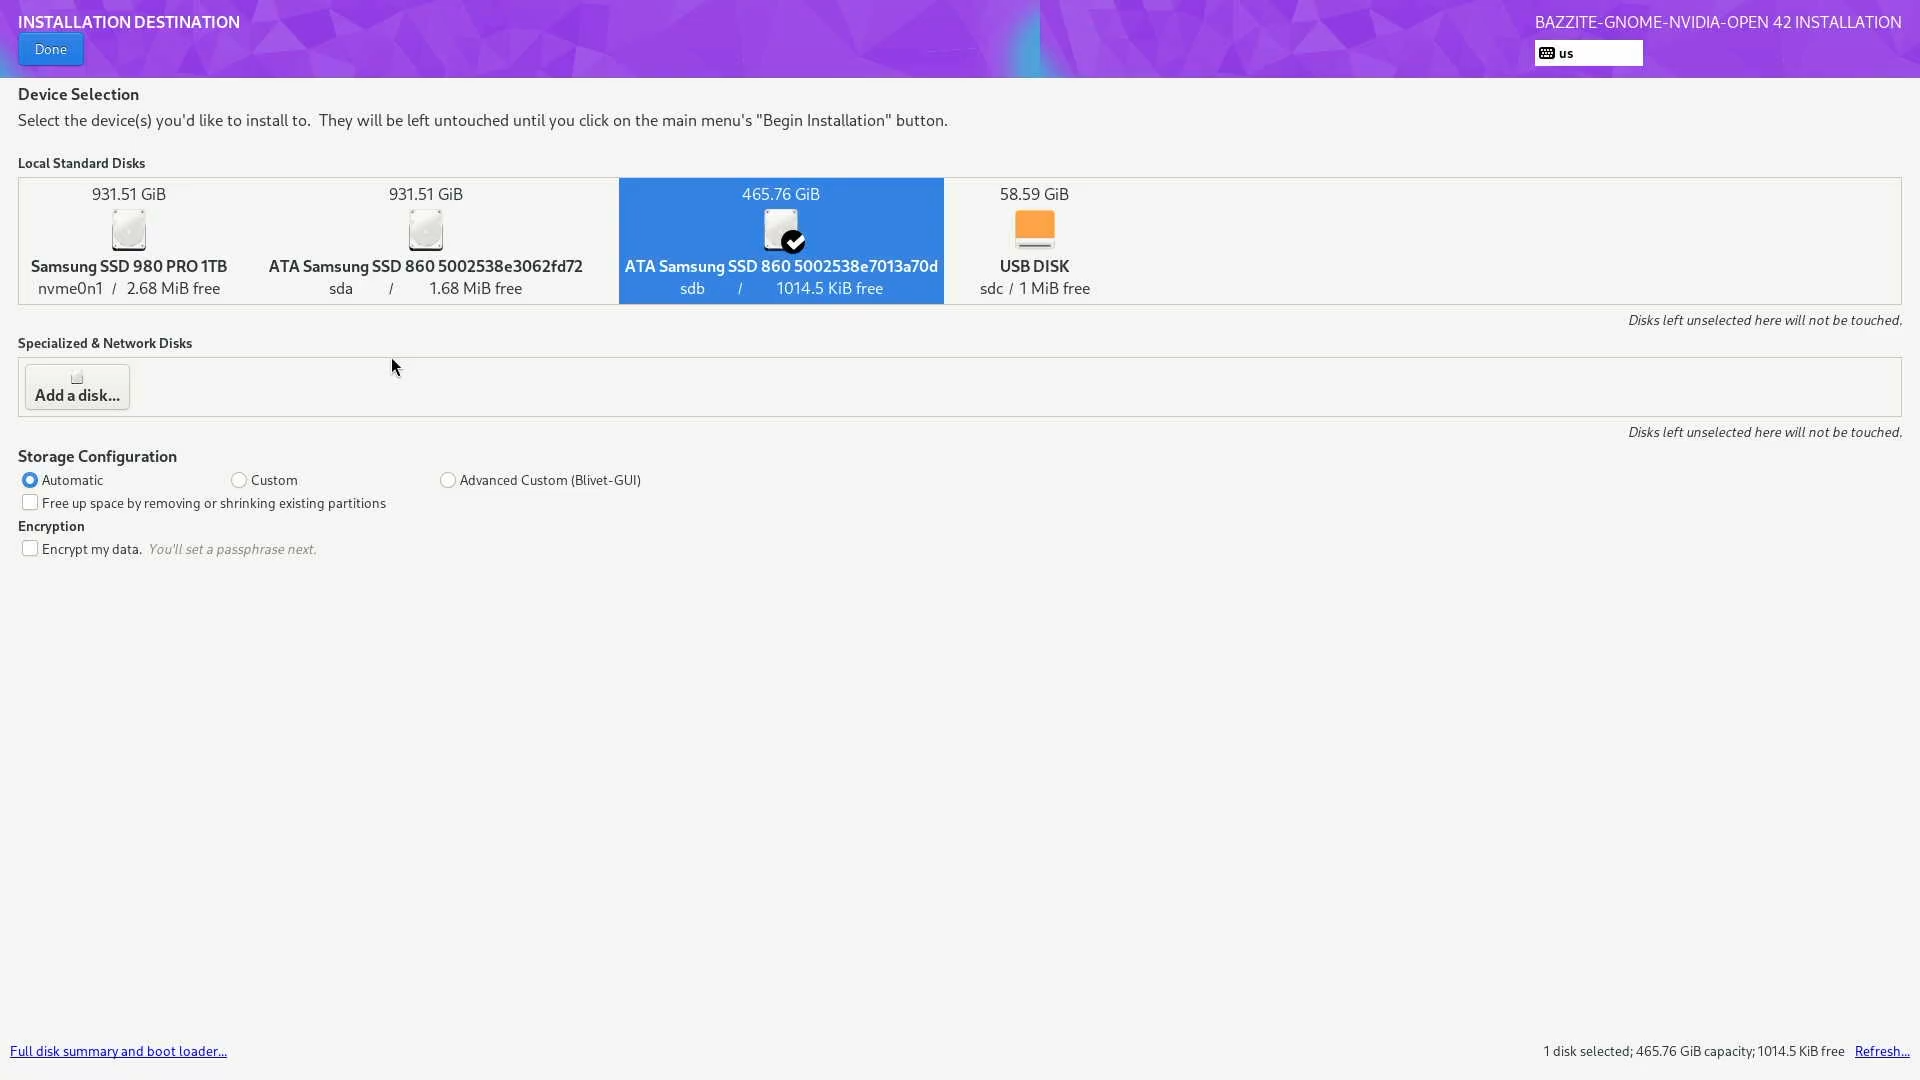 INSTALLATION DESTINATION
BAZZITE-GNOME-NVIDIA-OPEN 42 INSTALLATION
Done
us
Device Selection
Select the device(s) you'd like to install to.  They will be left untouched until you click on the main menu's "Begin Installation" button.
Local Standard Disks
931.51 GiB
Samsung SSD 980 PRO 1TB
nvme0n1 / 2.68 MiB free
931.51 GiB
ATA Samsung SSD 860 5002538e3062fd72
sda / 1.68 MiB free
465.76 GiB
ATA Samsung SSD 860 5002538e7013a70d
sdb / 1014.5 KiB free
58.59 GiB
USB DISK
sdc / 1 MiB free
Disks left unselected here will not be touched.
Specialized & Network Disks
Add a disk...
Disks left unselected here will not be touched.
Storage Configuration
Automatic
Custom
Advanced Custom (Blivet-GUI)
Free up space by removing or shrinking existing partitions
Encryption
Encrypt my data. You'll set a passphrase next.
Full disk summary and boot loader...
1 disk selected; 465.76 GiB capacity; 1014.5 KiB free Refresh...